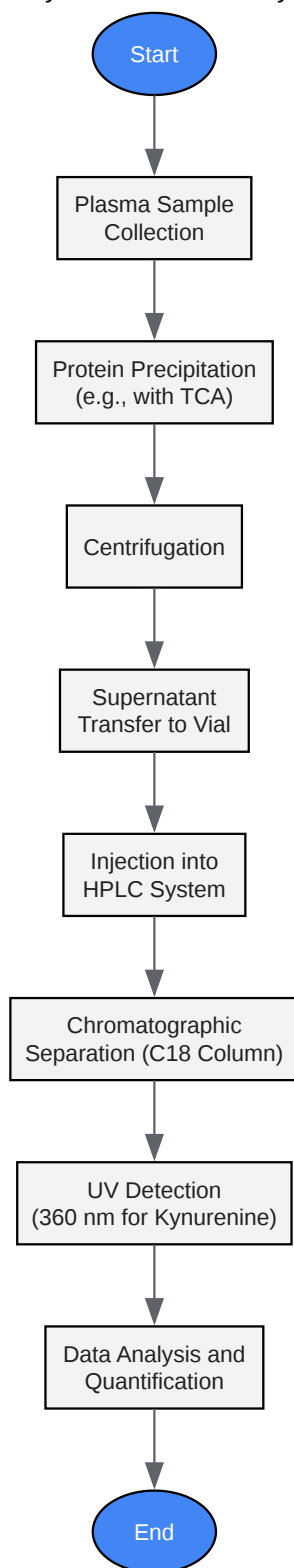 Start
Plasma Sample
Collection
Protein Precipitation
(e.g., with TCA)
Centrifugation
Supernatant
Transfer to Vial
Injection into
HPLC System
Chromatographic
Separation (C18 Column)
UV Detection
(360 nm for Kynurenine)
Data Analysis and
Quantification
End